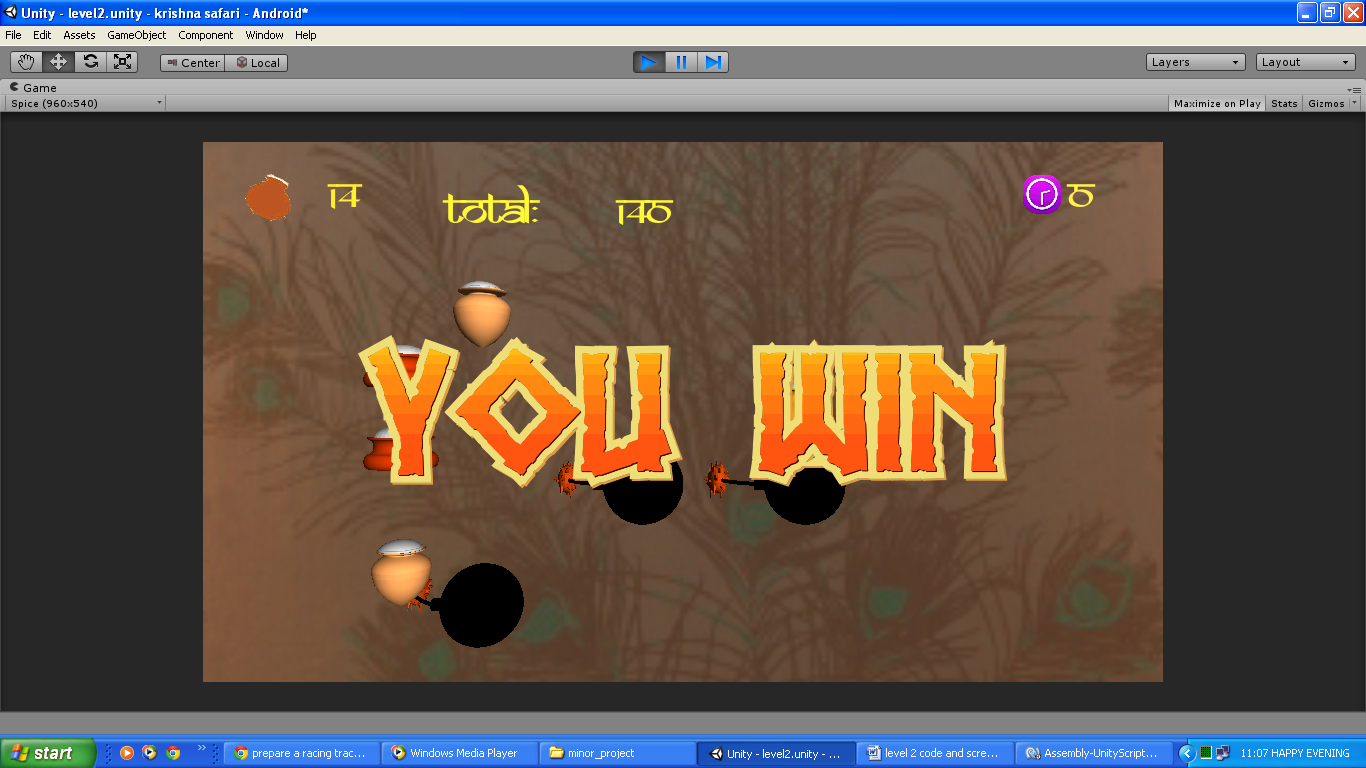 Unity - level2.unity - krishna safari - Android*
File Edit Assets GameObject Component Window Help
Center Local Layers Layout
Game
Spice (960x540) Maximize on Play Stats Gizmos
14 total: 140 0
YOU WIN
start prepare a racing trac... Windows Media Player minor_project Unity - level2.unity - ... level 2 code and scre... Assembly-UnityScript... 11:07 HAPPY EVENING